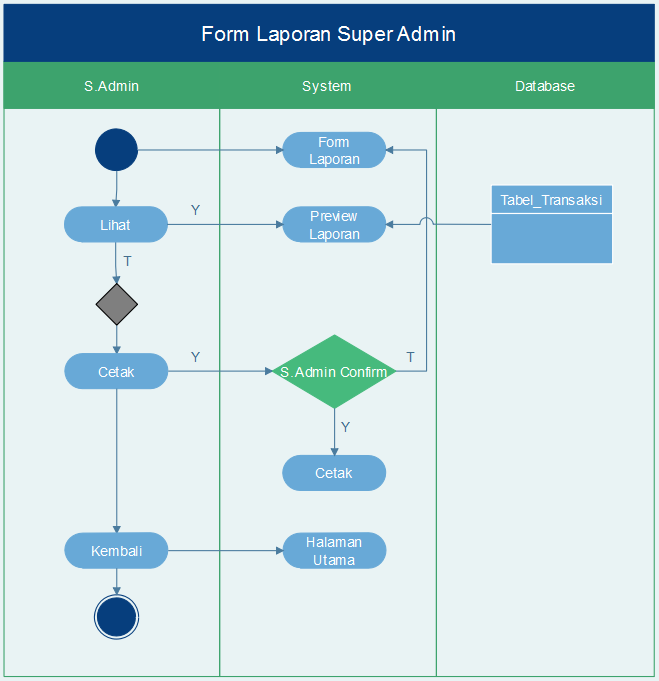 Form Laporan Super Admin
S.Admin
System
Database
Form
Laporan
Lihat
Y
Preview
Laporan
Tabel_Transaksi
T
Cetak
Y
S.Admin Confirm
T
Y
Cetak
Kembali
Halaman
Utama